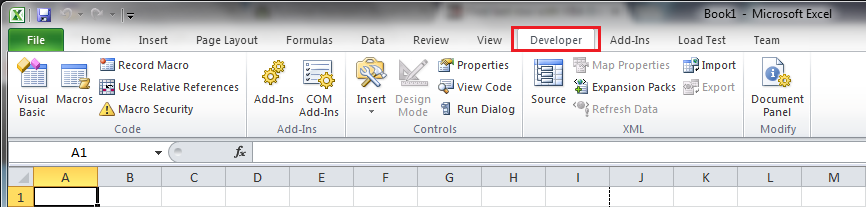 Book1 - Microsoft Excel
File Home Insert Page Layout Formulas Data Review View Developer Add-Ins Load Test Team
Visual Basic
Macros
Record Macro
Use Relative References
Macro Security
Code
Add-Ins
COM Add-Ins
Add-Ins
Insert
Design Mode
Properties
View Code
Run Dialog
Controls
Source
Map Properties
Expansion Packs
Refresh Data
Import
Export
XML
Document Panel
Modify
A1 fx
A B C D E F G H I J K L M
1